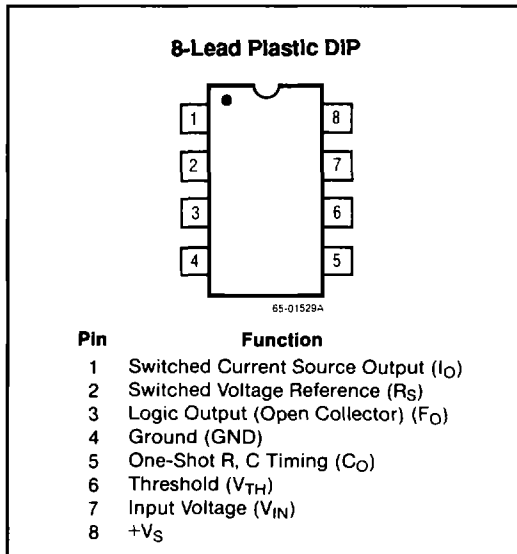 8-Lead Plastic DIP
1 8
2 7
3 6
4 5
65-01529A
Pin Function
1 Switched Current Source Output (IO)
2 Switched Voltage Reference (RS)
3 Logic Output (Open Collector) (FO)
4 Ground (GND)
5 One-Shot R, C Timing (CO)
6 Threshold (VTH)
7 Input Voltage (VIN)
8 +VS